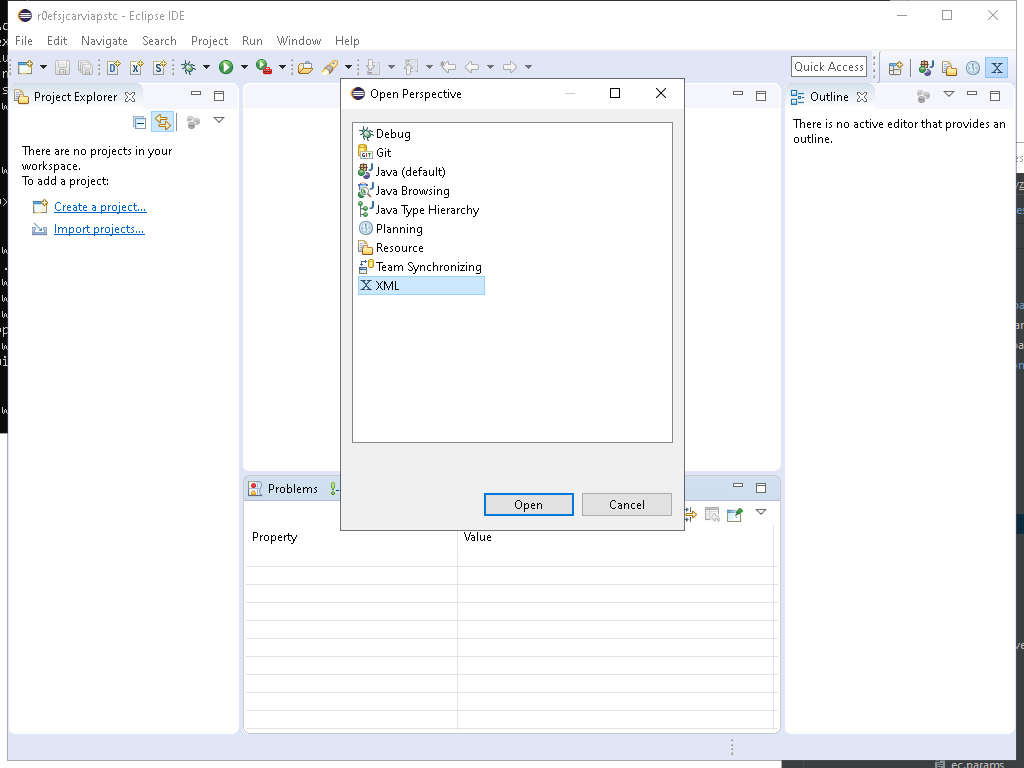 r0efsjcarviapstc - Eclipse IDE
File Edit Navigate Search Project Run Window Help
Quick Access
Project Explorer
There are no projects in your
workspace.
To add a project:
Create a project...
Import projects...
Open Perspective
Debug
Git
Java (default)
Java Browsing
Java Type Hierarchy
Planning
Resource
Team Synchronizing
XML
Open Cancel
Outline
There is no active editor that provides an
outline.
Problems
Property Value
ec.params